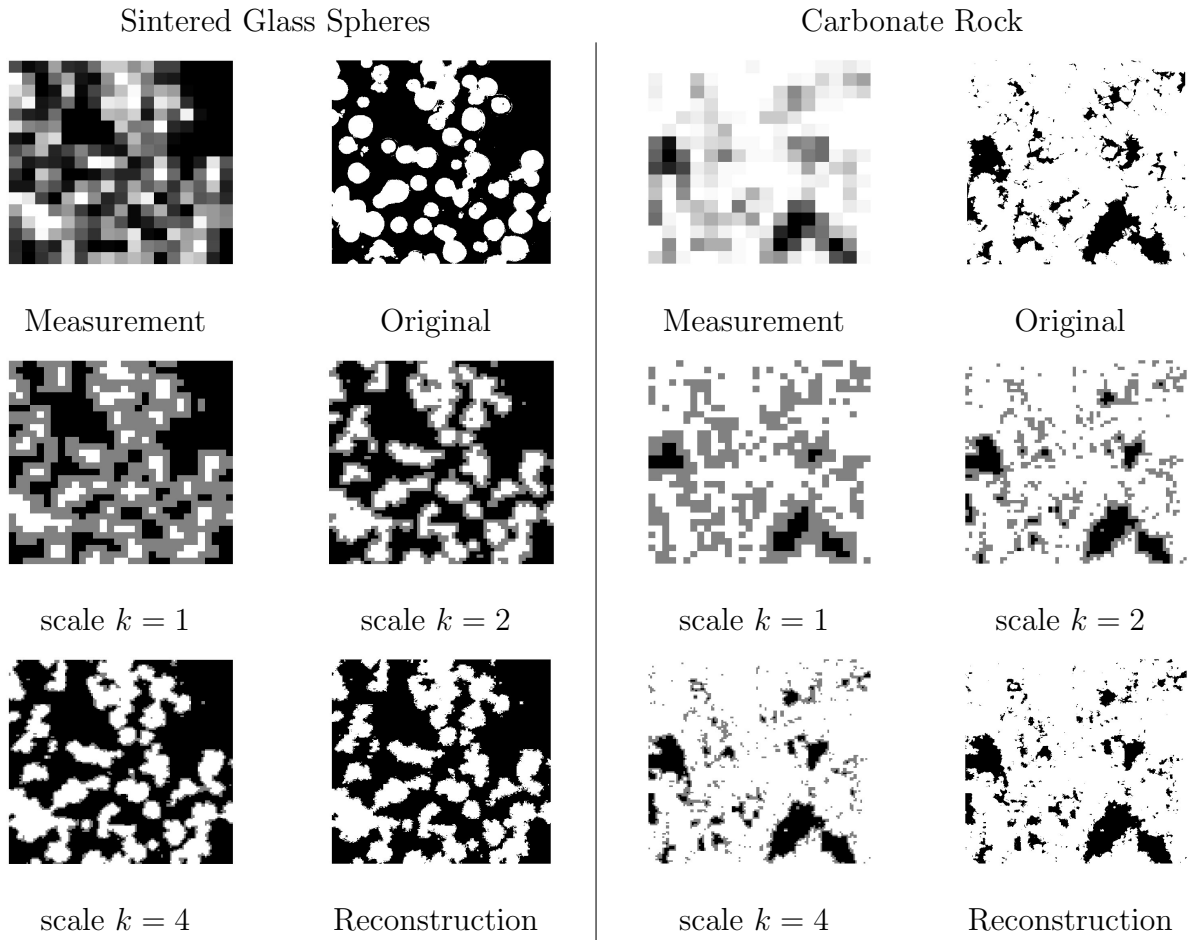 Sintered Glass Spheres
Carbonate Rock
Measurement
Original
Measurement
Original
scale k = 1
scale k = 2
scale k = 1
scale k = 2
scale k = 4
Reconstruction
scale k = 4
Reconstruction